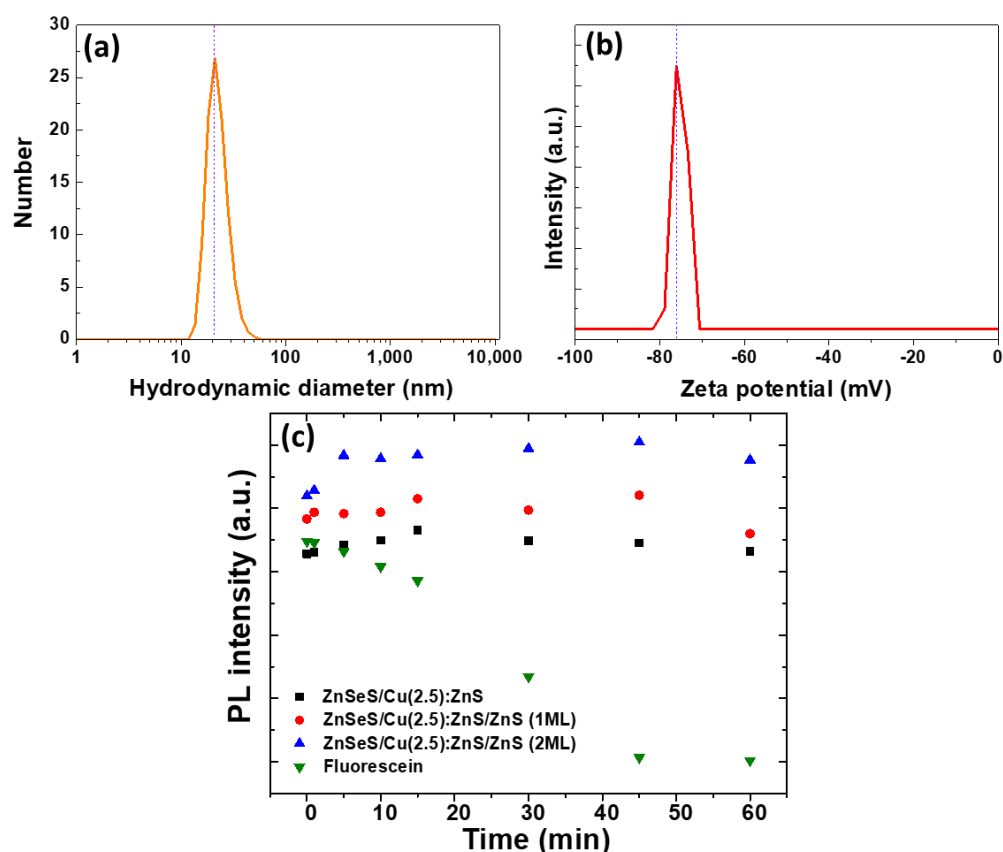 (a)
30
25
20
15
10
5
0
Number
1 10 100 1,000 10,000
Hydrodynamic diameter (nm)
(b)
Intensity (a.u.)
-100 -80 -60 -40 -20 0
Zeta potential (mV)
(c)
PL intensity (a.u.)
ZnSeS/Cu(2.5):ZnS
ZnSeS/Cu(2.5):ZnS/ZnS (1ML)
ZnSeS/Cu(2.5):ZnS/ZnS (2ML)
Fluorescein
0 10 20 30 40 50 60
Time (min)